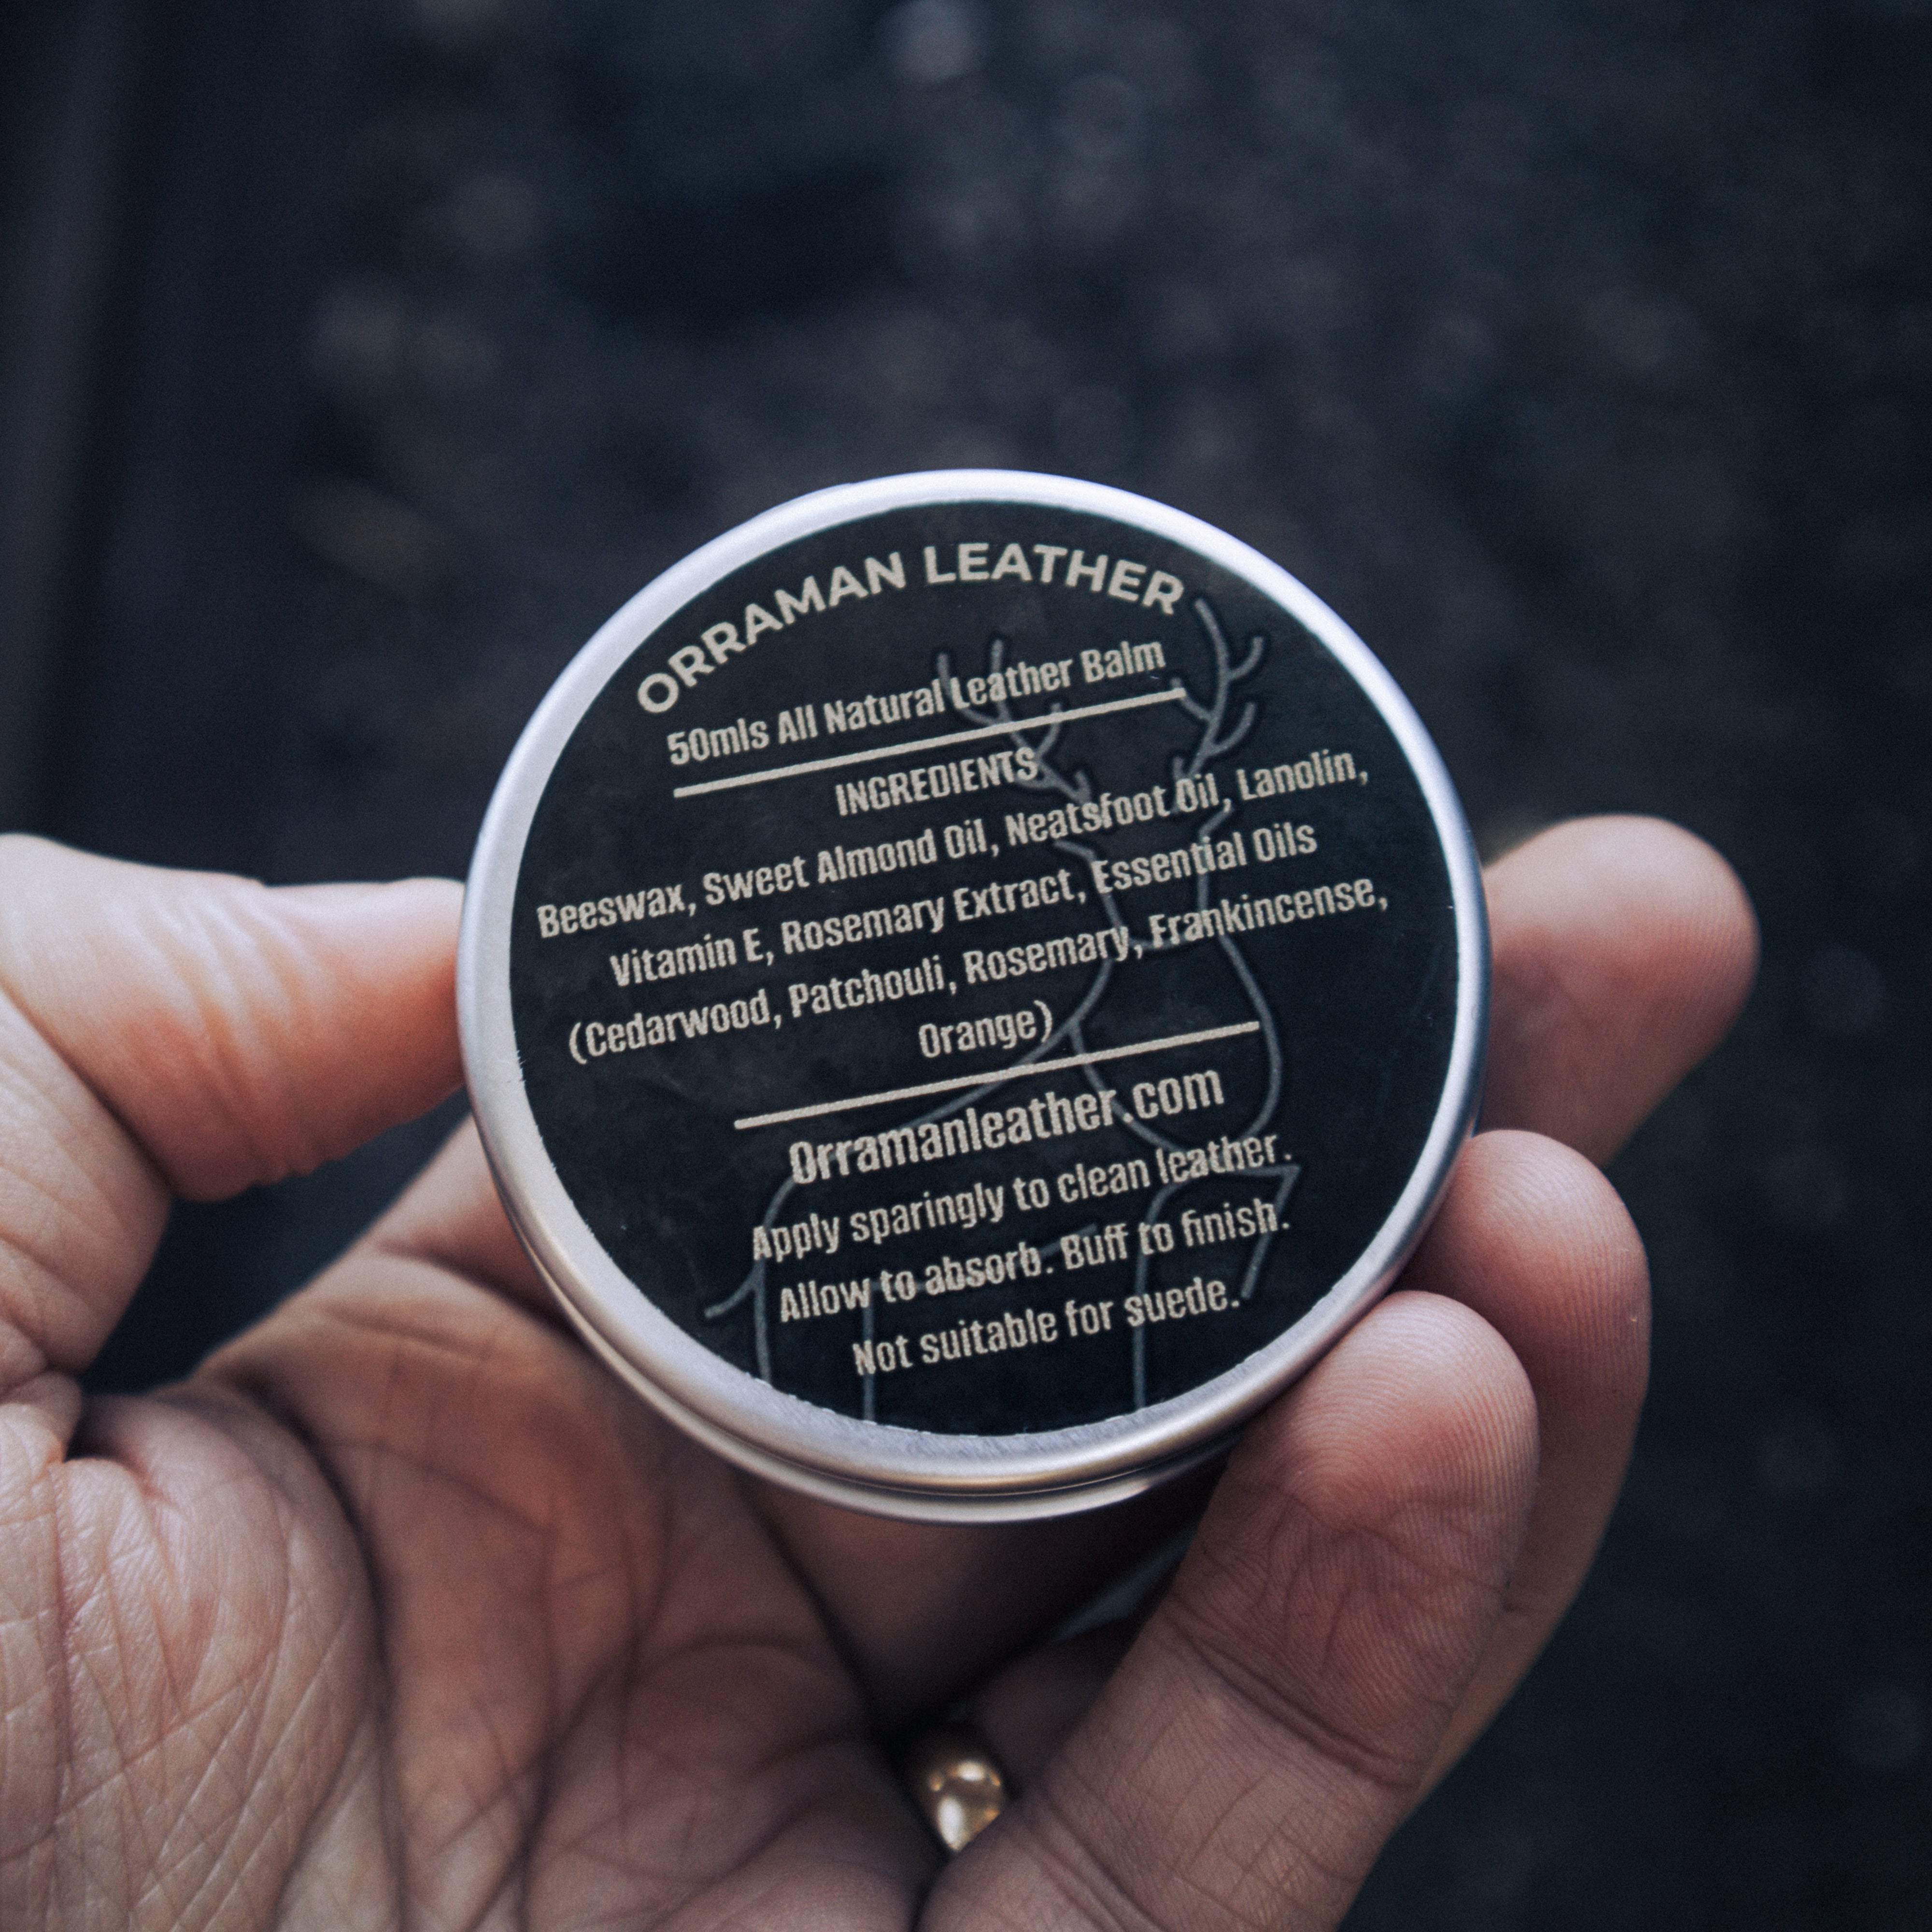 ORRAMAN LEATHER
50mls All Natural Leather Balm
INGREDIENTS
Beeswax, Sweet Almond Oil, Neatsfoot Oil, Lanolin,
Vitamin E, Rosemary Extract, Essential Oils
(Cedarwood, Patchouli, Rosemary, Frankincense,
Orange)
Orramanleather.com
Apply sparingly to clean leather.
Allow to absorb. Buff to finish.
Not suitable for suede.